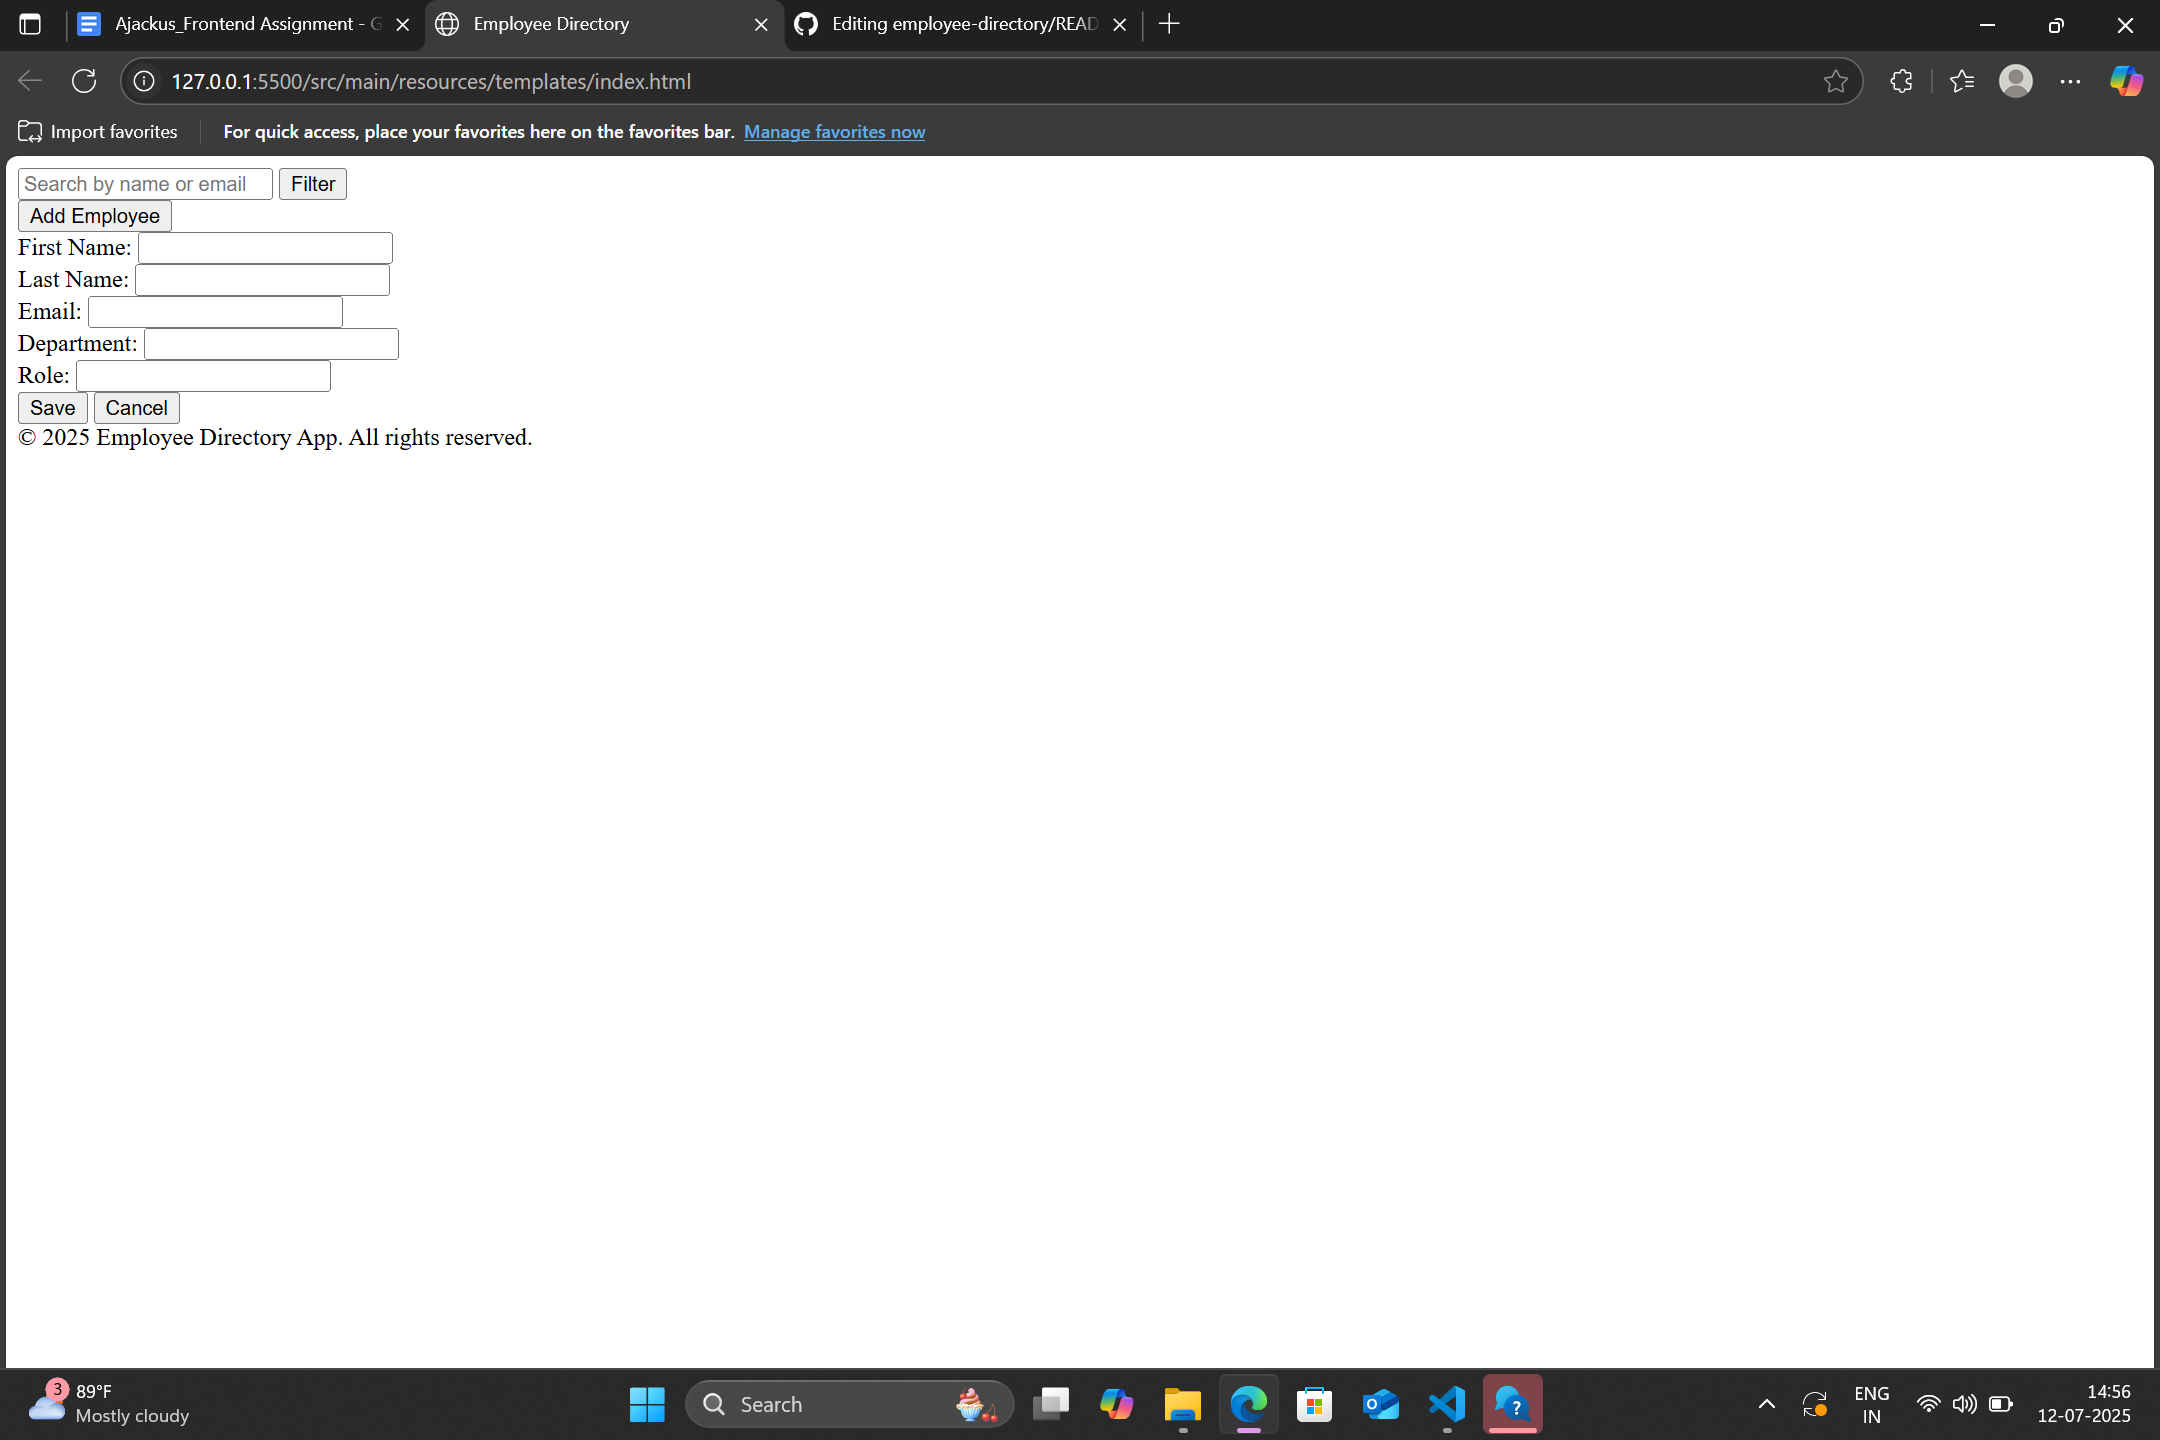 Ajackus_Frontend Assignment - G
Employee Directory
Editing employee-directory/READ
127.0.0.1:5500/src/main/resources/templates/index.html
Import favorites
For quick access, place your favorites here on the favorites bar. Manage favorites now
Search by name or email Filter
Add Employee
First Name:
Last Name:
Email:
Department:
Role:
Save Cancel
© 2025 Employee Directory App. All rights reserved.
3
89°F
Mostly cloudy
Search
ENG
IN
14:56
12-07-2025